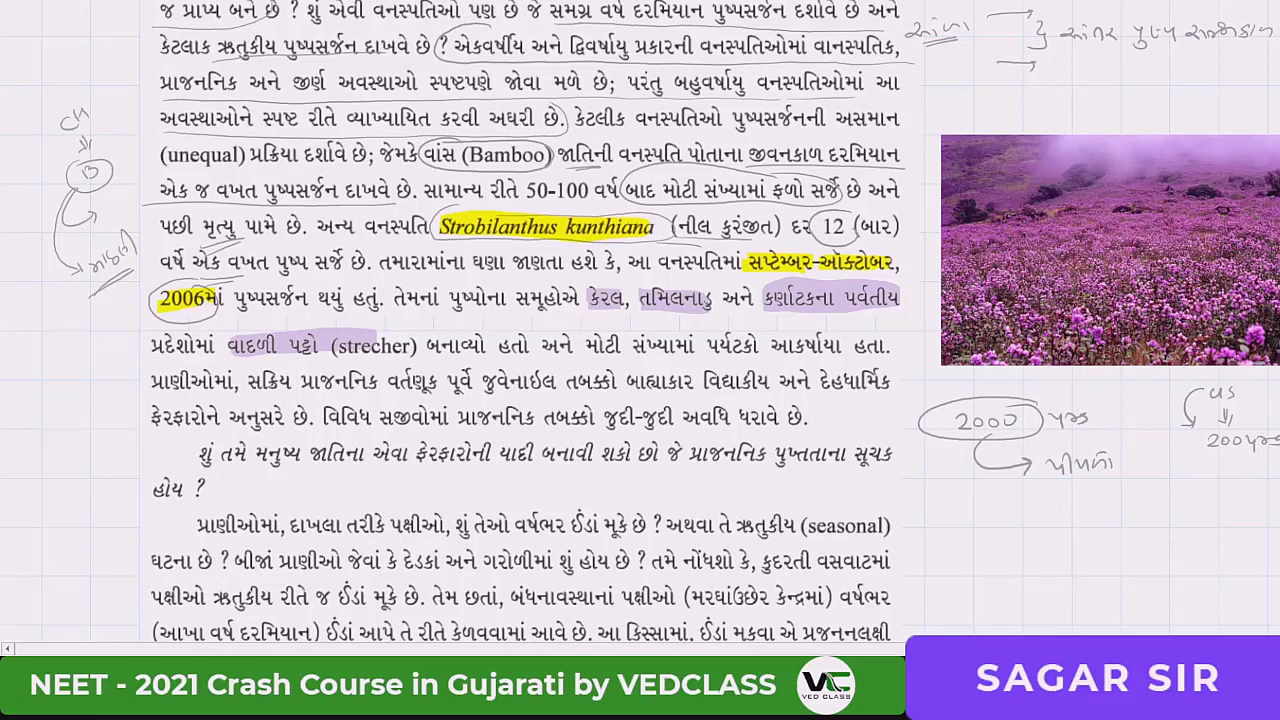 જ પ્રાપ્ય બને છે ? શું એવી વનસ્પતિઓ પણ છે જે સમગ્ર વર્ષ દરમિયાન પુષ્પસર્જન દર્શાવે છે અને
કેટલાક ઋતુકીય પુષ્પસર્જન દાખવે છે ? એકવર્ષીય અને દ્વિવર્ષાયુ પ્રકારની વનસ્પતિઓમાં વાનસ્પતિક,
પ્રાજનનિક અને જીર્ણ અવસ્થાઓ સ્પષ્ટપણે જોવા મળે છે; પરંતુ બહુવર્ષાયુ વનસ્પતિઓમાં આ
અવસ્થાઓને સ્પષ્ટ રીતે વ્યાખ્યાયિત કરવી અઘરી છે. કેટલીક વનસ્પતિઓ પુષ્પસર્જનની અસમાન
(unequal) પ્રક્રિયા દર્શાવે છે; જેમકે વાંસ (Bamboo) જાતિની વનસ્પતિ પોતાના જીવનકાળ દરમિયાન
એક જ વખત પુષ્પસર્જન દાખવે છે. સામાન્ય રીતે 50-100 વર્ષ બાદ મોટી સંખ્યામાં ફળો સર્જે છે અને
પછી મૃત્યુ પામે છે. અન્ય વનસ્પતિ Strobilanthus kunthiana (નીલ કુરંજીત) દર 12 (બાર)
વર્ષે એક વખત પુષ્પ સર્જે છે. તમારામાંના ઘણા જાણતા હશે કે, આ વનસ્પતિમાં સપ્ટેમ્બર-ઑક્ટોબર,
2006માં પુષ્પસર્જન થયું હતું. તેમનાં પુષ્પોના સમૂહોએ કેરલ, તમિલનાડુ અને કર્ણાટકના પર્વતીય
પ્રદેશોમાં વાદળી પટ્ટો (strecher) બનાવ્યો હતો અને મોટી સંખ્યામાં પર્યટકો આકર્ષાયા હતા.
પ્રાણીઓમાં, સક્રિય પ્રાજનનિક વર્તણૂક પૂર્વે જુવેનાઇલ તબક્કો બાહ્યાકાર વિદ્યાકીય અને દેહધાર્મિક
ફેરફારોને અનુસરે છે. વિવિધ સજીવોમાં પ્રાજનનિક તબક્કો જુદી-જુદી અવધિ ધરાવે છે.
શું તમે મનુષ્ય જાતિના એવા ફેરફારોની યાદી બનાવી શકો છો જે પ્રાજનનિક પુખ્તતાના સૂચક
હોય ?
પ્રાણીઓમાં, દાખલા તરીકે પક્ષીઓ, શું તેઓ વર્ષભર ઈંડાં મૂકે છે ? અથવા તે ઋતુકીય (seasonal)
ઘટના છે ? બીજાં પ્રાણીઓ જેવાં કે દેડકાં અને ગરોળીમાં શું હોય છે ? તમે નોંધશો કે, કુદરતી વસવાટમાં
પક્ષીઓ ઋતુકીય રીતે જ ઈંડાં મૂકે છે. તેમ છતાં, બંધનાવસ્થાનાં પક્ષીઓ (મરઘાંઉછેર કેન્દ્રમાં) વર્ષભર
(આખા વર્ષ દરમિયાન) ઈંડાં આપે તે રીતે કેળવવામાં આવે છે. આ કિસ્સામાં, ઈંડાં મૂકવા એ પ્રજનનલક્ષી
B
2000
NEET - 2021 Crash Course in Gujarati by VEDCLASS
VC
VED CLASS
SAGAR SIR